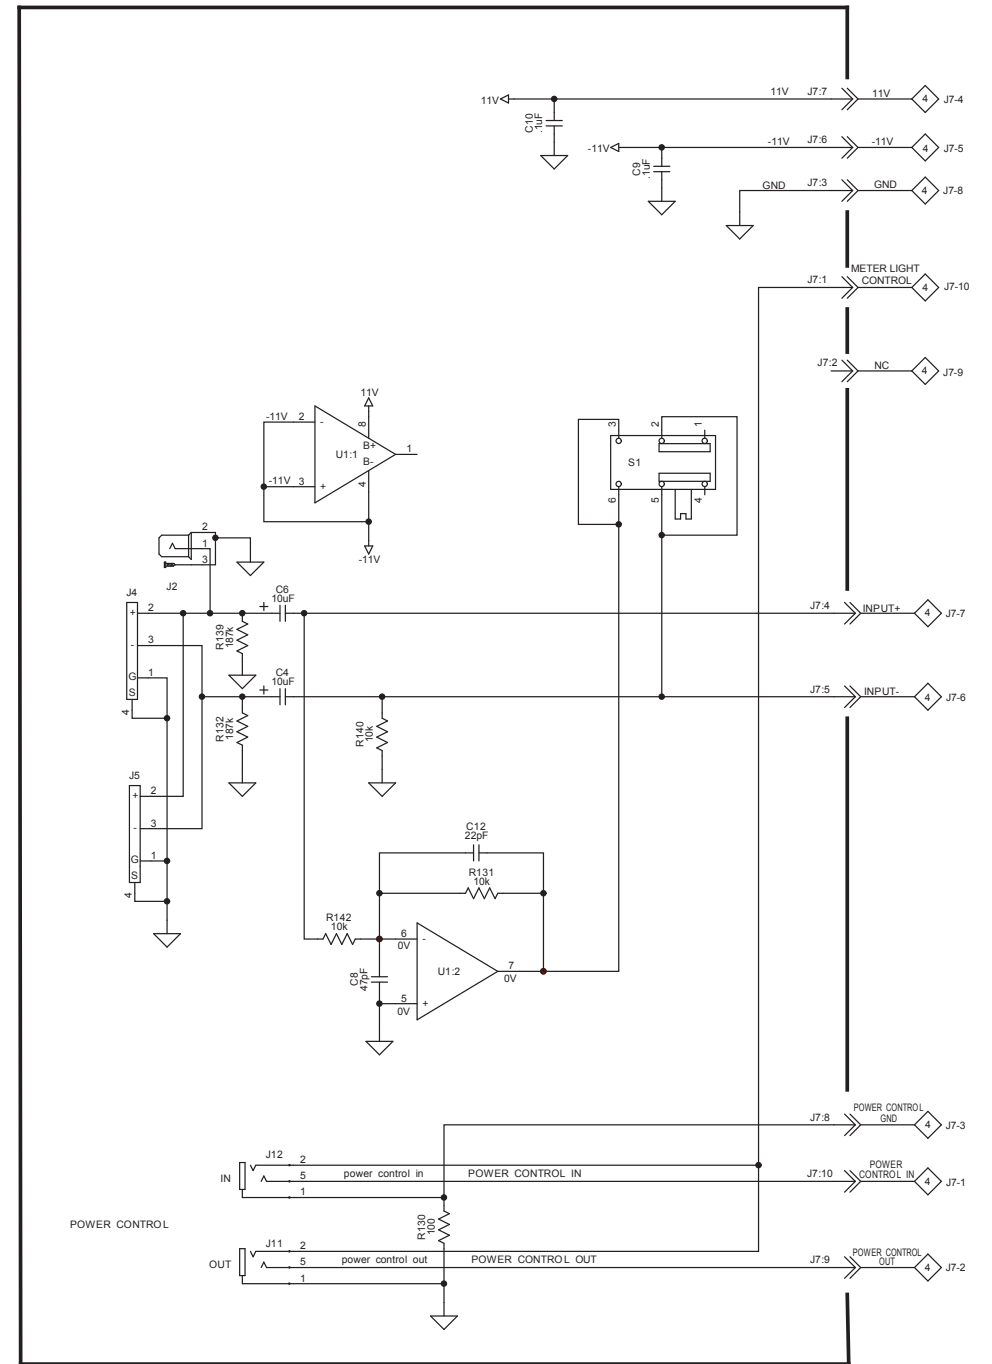 11V 11V J7:7 11V 4 J7-4
C10 .1uF
-11V -11V J7:6 -11V 4 J7-5
C9 .1uF
GND J7:3 GND 4 J7-8
METER LIGHT
J7:1 CONTROL 4 J7-10
J7:2 NC 4 J7-9
11V
-11V 2 - 8
B+ 1
U1:1
B-
-11V 3 + 4
-11V
3 2 1
S1
6 5 4
2
1
3
J2
J4
+ 2
- 3
G 1
S
4
C6
+ 10uF
R139 187k
J7:4 INPUT+ 4 J7-7
C4
+ 10uF
R132 187k
R140 10k
J7:5 INPUT- 4 J7-6
J5
+ 2
- 3
G 1
S
4
C12
22pF
R131
10k
R142
10k
6 -
0V
C8 47pF
U1:2
7
0V
5 +
0V
POWER CONTROL
J7:8 GND 4 J7-3
J12 2
IN 5 power control in POWER CONTROL IN
1
POWER
J7:10 CONTROL IN 4 J7-1
POWER CONTROL
R130 100
J11 2
OUT 5 power control out POWER CONTROL OUT
1
POWER CONTROL
J7:9 OUT 4 J7-2